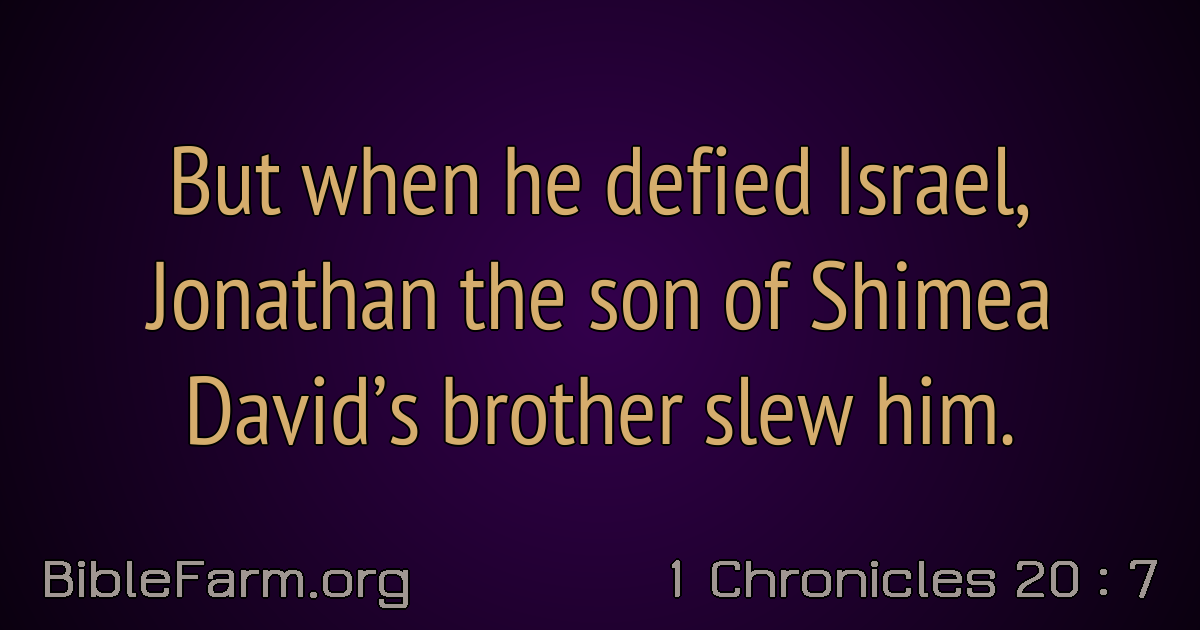 But when he defied Israel,
Jonathan the son of Shimea
David’s brother slew him.
BibleFarm.org
1 Chronicles 20 : 7